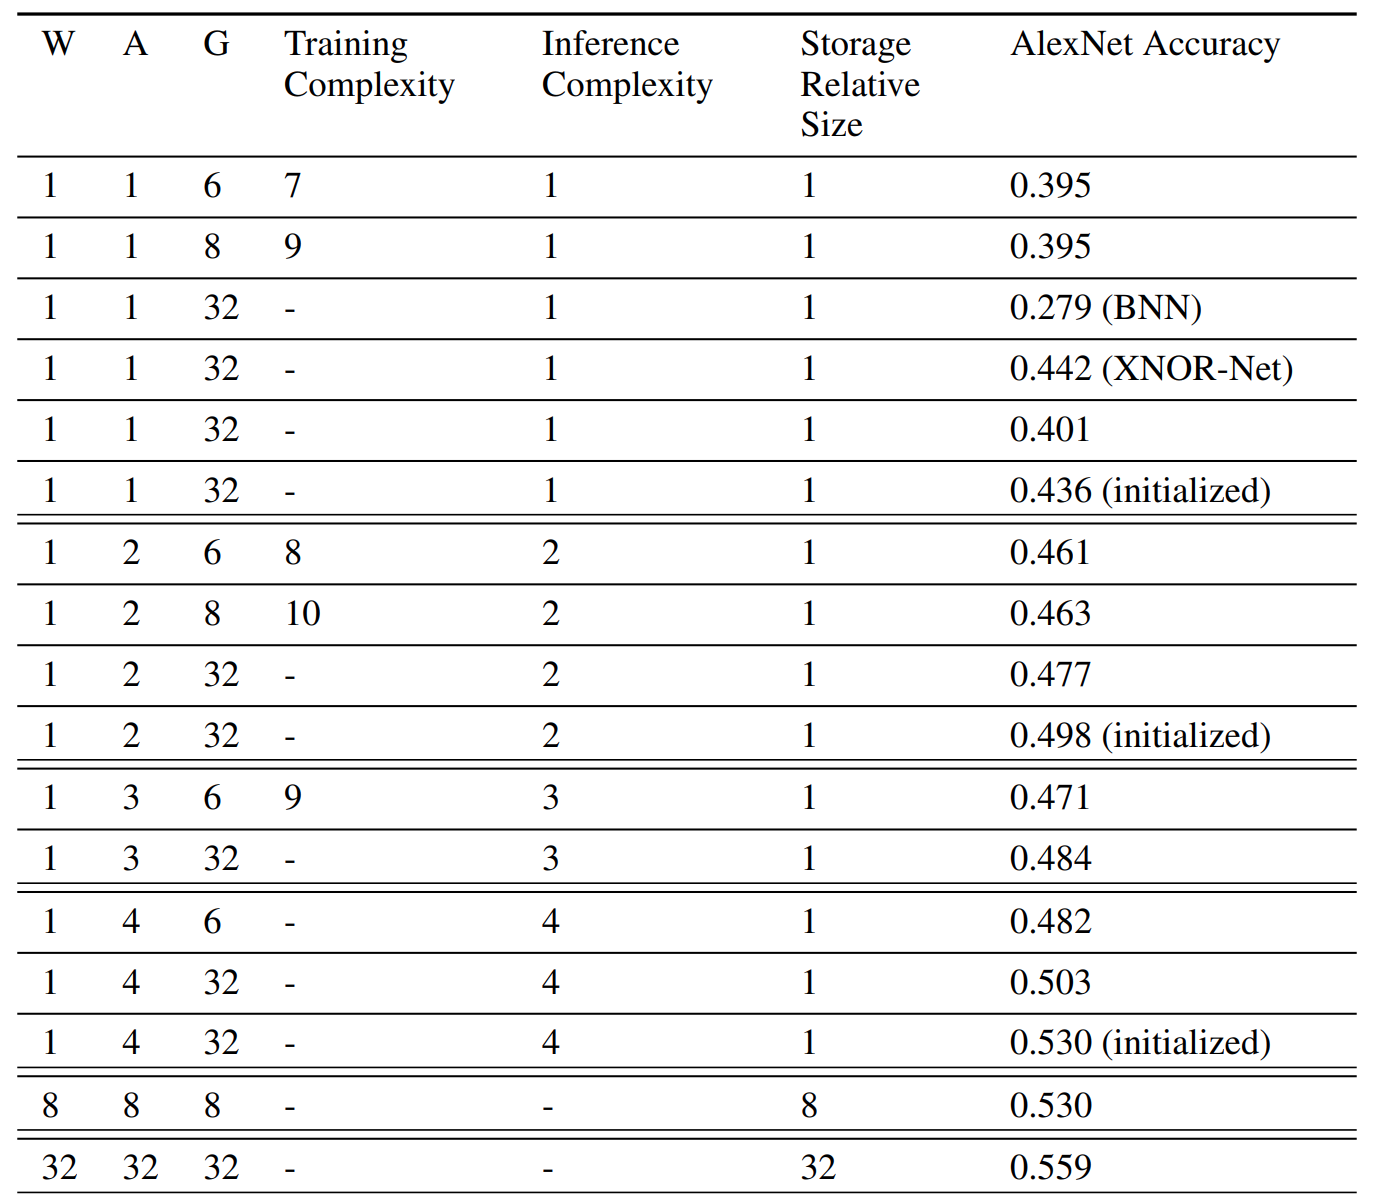 W A G Training Complexity Inference Complexity Storage Relative Size AlexNet Accuracy
1 1 6 7 1 1 0.395
1 1 8 9 1 1 0.395
1 1 32 - 1 1 0.279 (BNN)
1 1 32 - 1 1 0.442 (XNOR-Net)
1 1 32 - 1 1 0.401
1 1 32 - 1 1 0.436 (initialized)
1 2 6 8 2 1 0.461
1 2 8 10 2 1 0.463
1 2 32 - 2 1 0.477
1 2 32 - 2 1 0.498 (initialized)
1 3 6 9 3 1 0.471
1 3 32 - 3 1 0.484
1 4 6 - 4 1 0.482
1 4 32 - 4 1 0.503
1 4 32 - 4 1 0.530 (initialized)
8 8 8 - - 8 0.530
32 32 32 - - 32 0.559